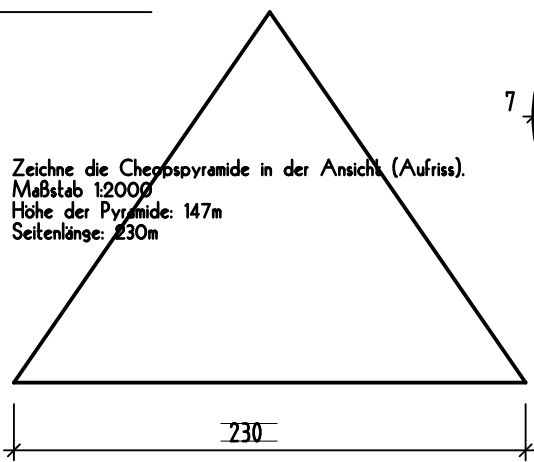 7
Zeichne die Cheopspyramide in der Ansicht (Aufriss).
Maßstab 1:2000
Höhe der Pyramide: 147m
Seitenlänge: 230m
230